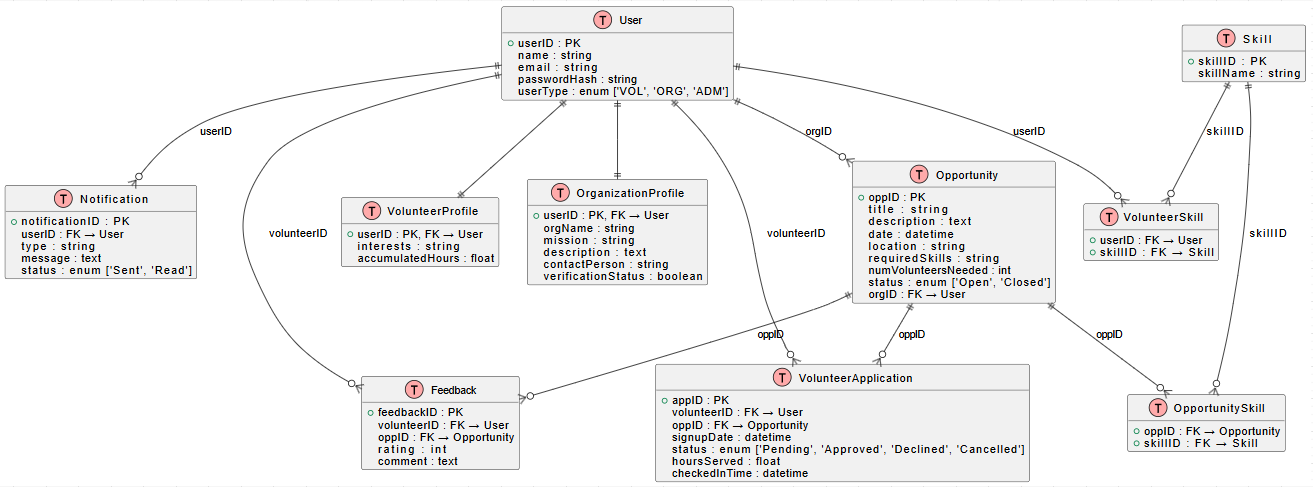 T User
userID : PK
name : string
email : string
passwordHash : string
userType : enum ['VOL', 'ORG', 'ADM']
T Skill
skillID : PK
skillName : string
userID
volunteerID
volunteerID
orgID
userID
skillID
skillID
T Notification
notificationID : PK
userID : FK → User
type : string
message : text
status : enum ['Sent', 'Read']
T VolunteerProfile
userID : PK, FK → User
interests : string
accumulatedHours : float
T OrganizationProfile
userID : PK, FK → User
orgName : string
mission : string
description : text
contactPerson : string
verificationStatus : boolean
T Opportunity
oppID : PK
title : string
description : text
date : datetime
location : string
requiredSkills : string
numVolunteersNeeded : int
status : enum ['Open', 'Closed']
orgID : FK → User
T VolunteerSkill
userID : FK → User
skillID : FK → Skill
oppID
oppID
oppID
T Feedback
feedbackID : PK
volunteerID : FK → User
oppID : FK → Opportunity
rating : int
comment : text
T VolunteerApplication
appID : PK
volunteerID : FK → User
oppID : FK → Opportunity
signupDate : datetime
status : enum ['Pending', 'Approved', 'Declined', 'Cancelled']
hoursServed : float
checkedInTime : datetime
T OpportunitySkill
oppID : FK → Opportunity
skillID : FK → Skill